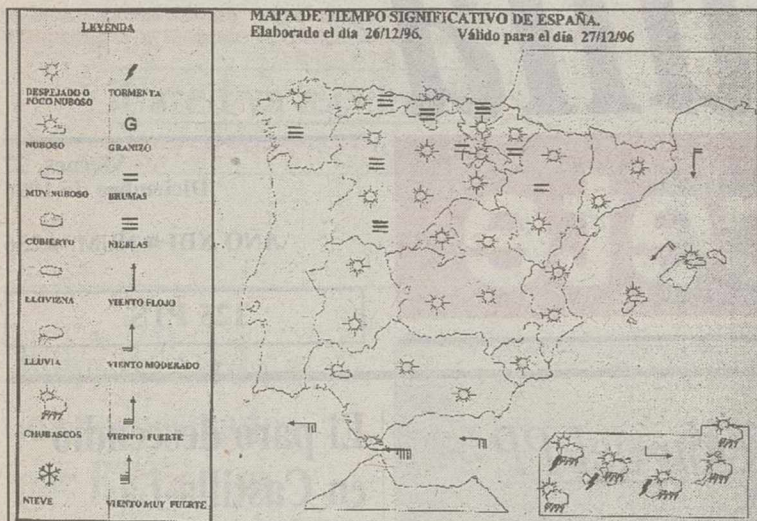 MAPA DE TIEMPO SIGNIFICATIVO DE ESPAÑA.
Elaborado el día 26/12/96. Válido para el día 27/12/96
LEYENDA
DESPEJADO O
POCO NUBOSO
TORMENTA
NUBOSO
G
GRANIZO
MUY NUBOSO
BRUMAS
CUBIERTO
NIEBLAS
LLOVIZNA
VIENTO FLOJO
LLUVIA
VIENTO MODERADO
CHUBASCOS
VIENTO FUERTE
NIEVE
VIENTO MUY FUERTE